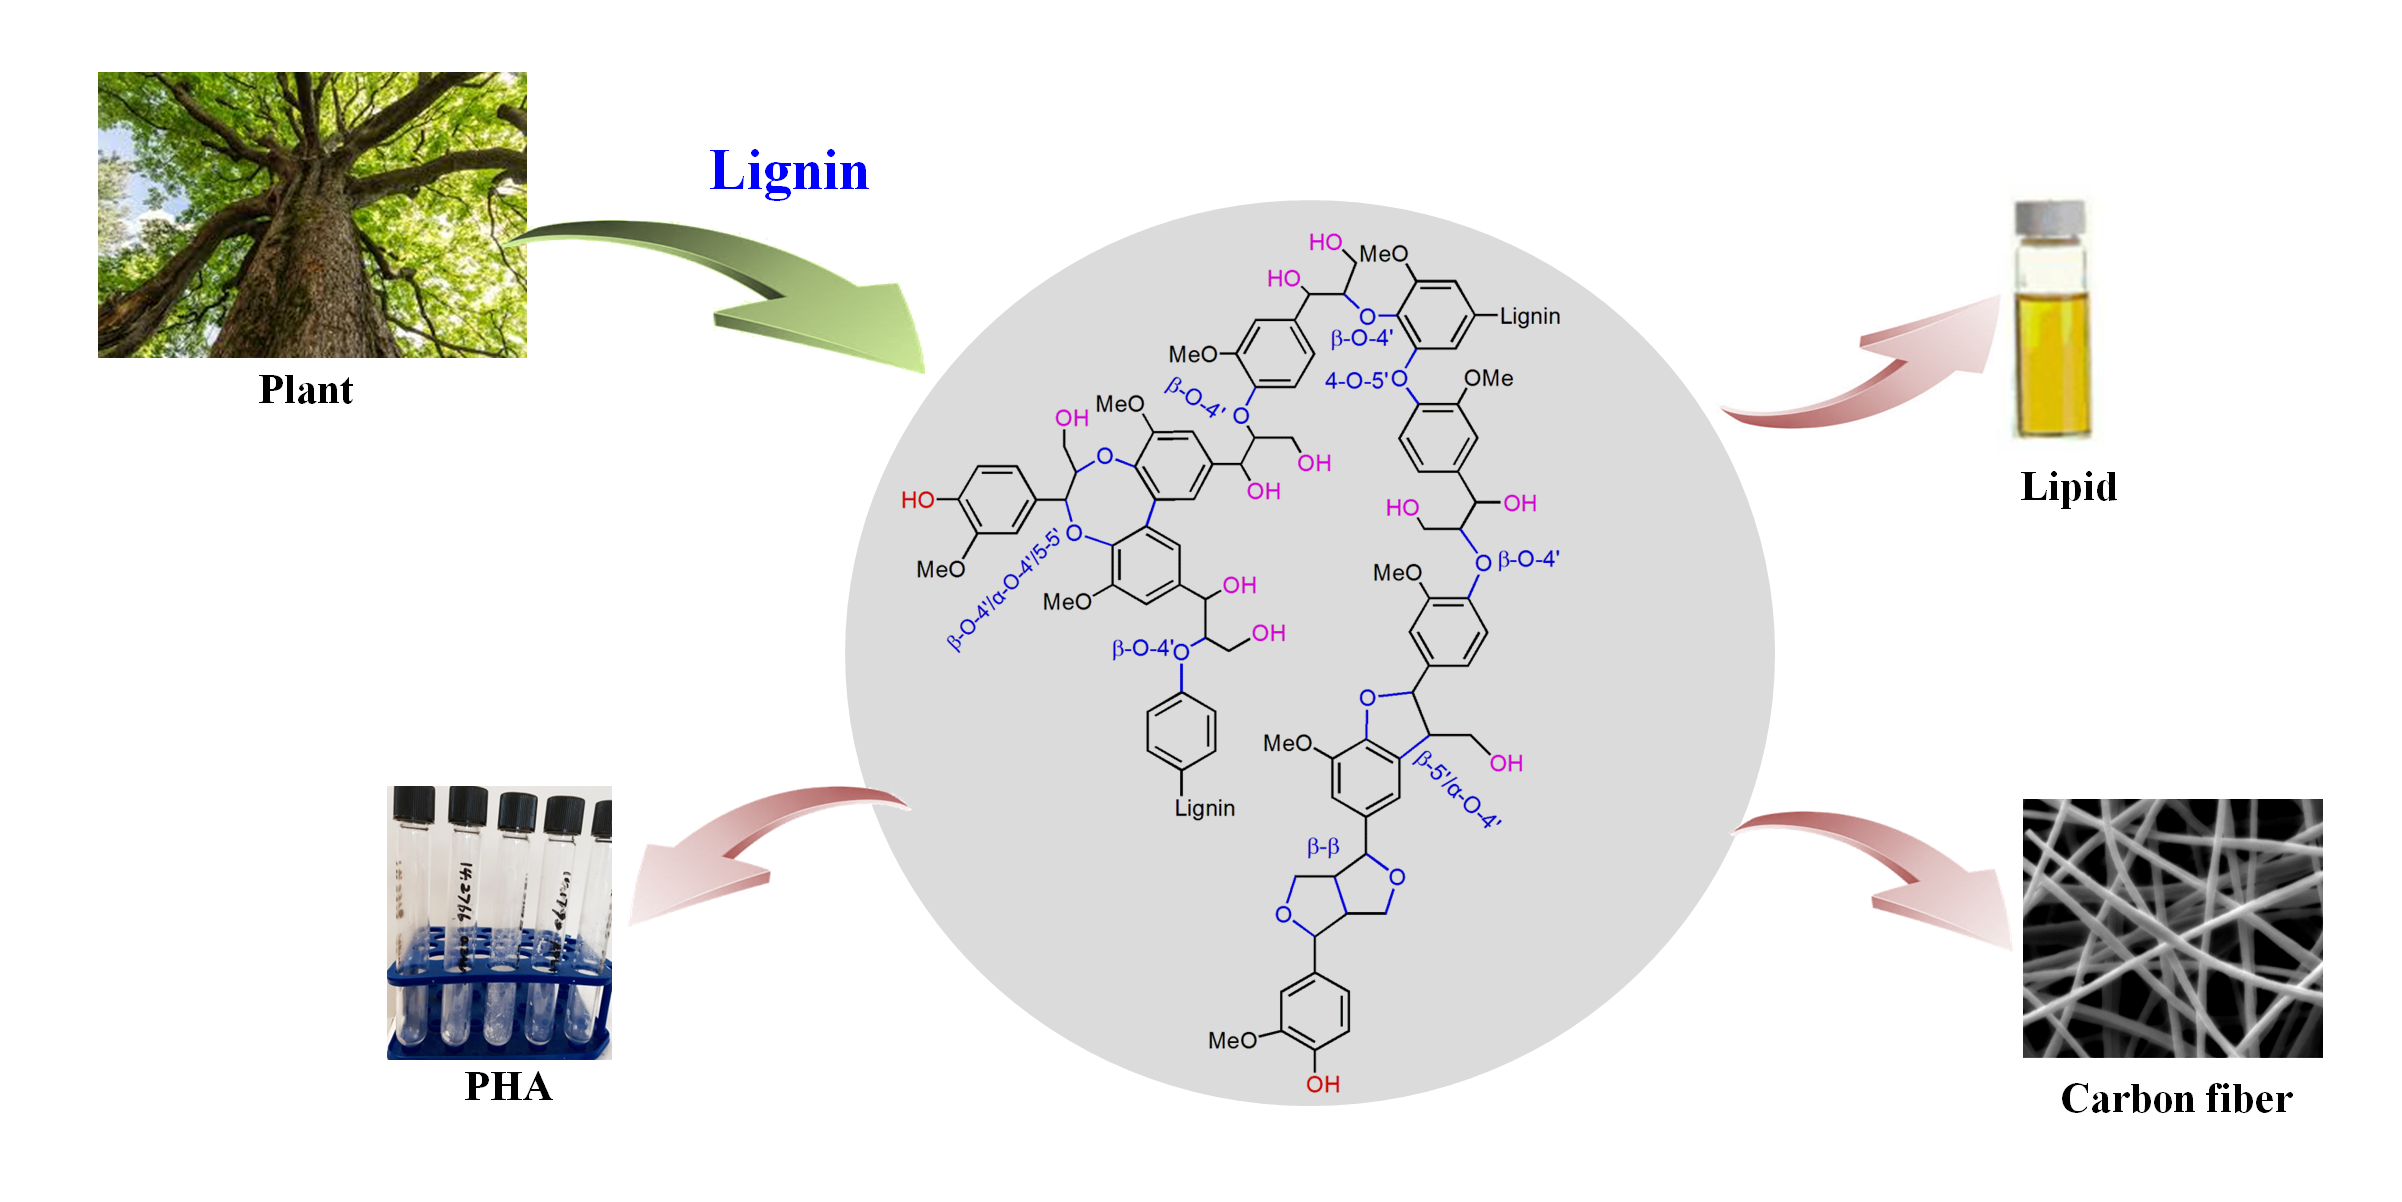 Lignin
Plant
HO
MeO
HO
O
Lignin
β-O-4'
MeO
4-O-5'
O
OMe
β-O-4'
O
MeO
OH
O
OH
OH
HO
O
MeO
β-O-4'/α-O-4'/5-5'
MeO
OH
OH
β-O-4'
O
Lignin
HO
OH
O
β-O-4'
MeO
O
MeO
OH
β-5'/α-O-4'
β-β
O
O
MeO
OH
Lipid
PHA
Carbon fiber